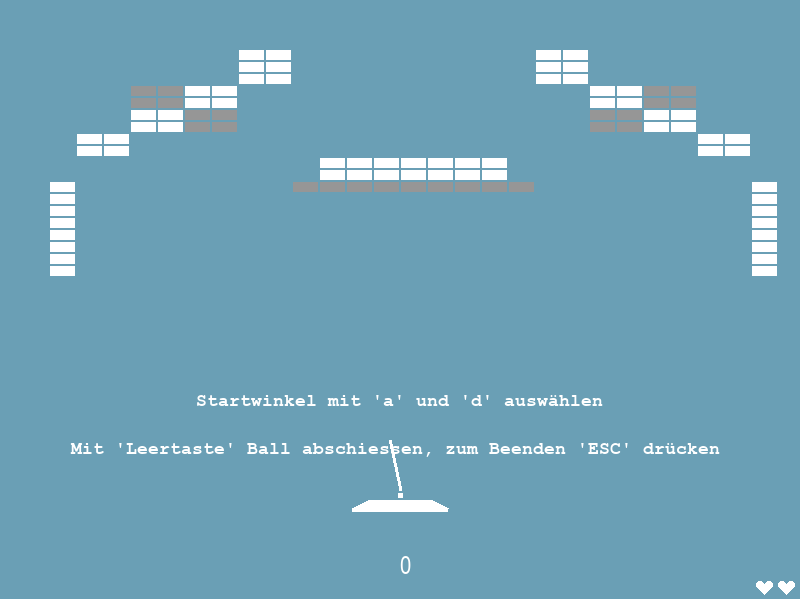 Startwinkel mit 'a' und 'd' auswählen
Mit 'Leertaste' Ball abschiessen, zum Beenden 'ESC' drücken
0